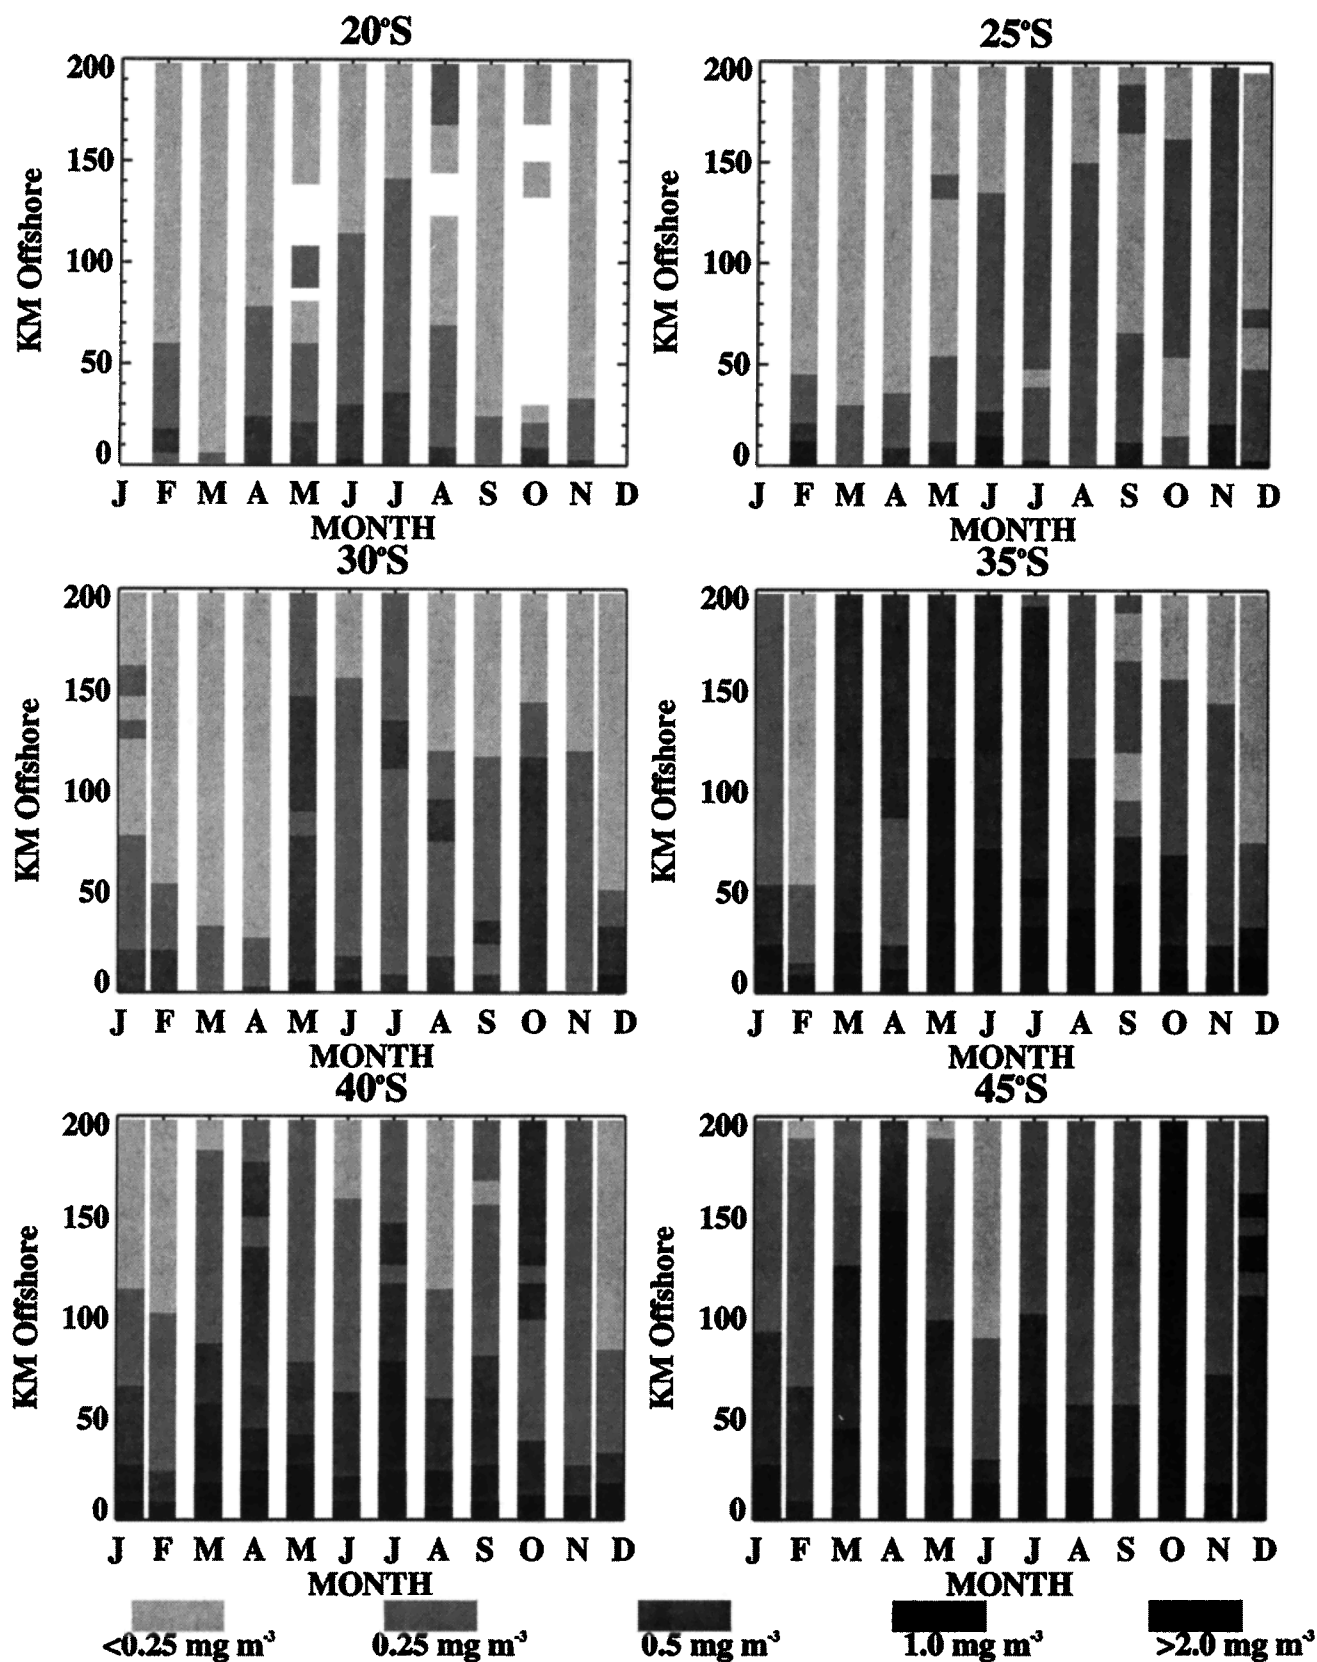 20°S
25°S
200
150
100
50
0
KM Offshore
J F M A M J J A S O N D
MONTH
200
150
100
50
0
KM Offshore
J F M A M J J A S O N D
MONTH
30°S
35°S
200
150
100
50
0
KM Offshore
J F M A M J J A S O N D
MONTH
200
150
100
50
0
KM Offshore
J F M A M J J A S O N D
MONTH
40°S
45°S
200
150
100
50
0
KM Offshore
J F M A M J J A S O N D
MONTH
200
150
100
50
0
KM Offshore
J F M A M J J A S O N D
MONTH
<0.25 mg m⁻³ 0.25 mg m⁻³ 0.5 mg m⁻³ 1.0 mg m⁻³ >2.0 mg m⁻³